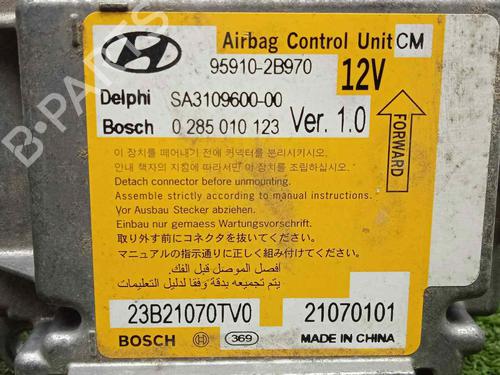 Airbag Control Unit CM
95910-2B970 12V
Delphi SA3109600-00
Bosch 0 285 010 123 Ver. 1.0
FORWARD
이 장치를 떼어내기 전에 커넥터를 분리시키시오.
안내 책자의 지침에 따라서만 이 장치를 조립하십시오.
Detach connector before unmounting.
Assemble strictly according to manual instructions.
Vor Ausbau Stecker abziehen.
Einbau nur gemaess Wartungsvorschrift.
取り外す前にコネクタを抜いてください。
マニュアルの指示通りに正しく組み付けてください。
أفصل الموصل قبل الفك.
يتم تجميعه بدقة وفقا لدليل التعليمات
23B21070TV0 21070101
BOSCH 369 MADE IN CHINA
B-PARTS